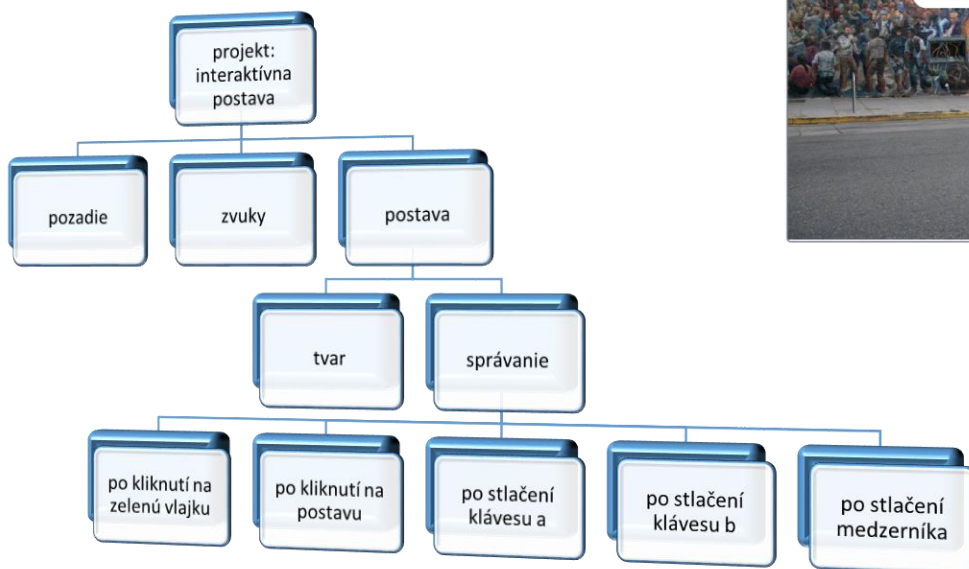 projekt:
interaktívna
postava
pozadie
zvuky
postava
tvar
správanie
po kliknutí na
zelenú vlajku
po kliknutí na
postavu
po stlačení
klávesu a
po stlačení
klávesu b
po stlačení
medzerníka